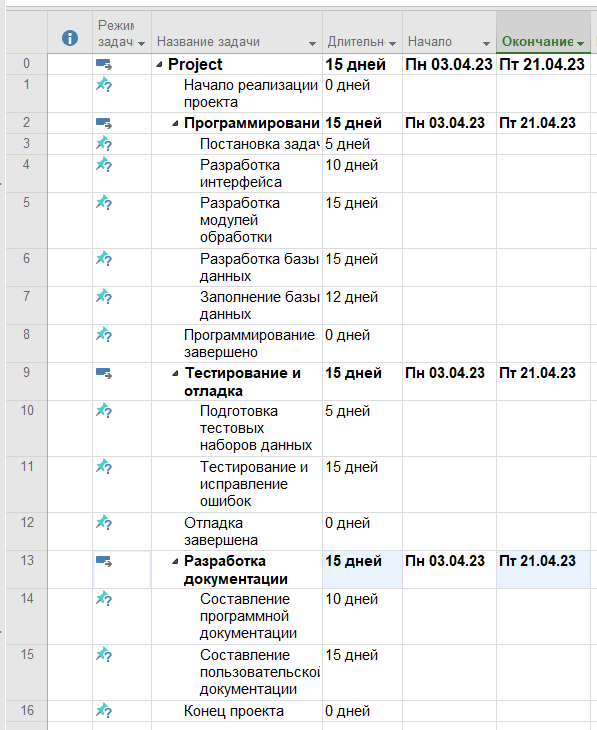 Режим
задачи Название задачи Длительн Начало Окончание
0 Project 15 дней Пн 03.04.23 Пт 21.04.23
1 Начало реализации 0 дней
проекта
2 Программировани 15 дней Пн 03.04.23 Пт 21.04.23
3 Постановка задач 5 дней
4 Разработка 10 дней
интерфейса
5 Разработка 15 дней
модулей
обработки
6 Разработка базы 15 дней
данных
7 Заполнение базы 12 дней
данных
8 Программирование 0 дней
завершено
9 Тестирование и 15 дней Пн 03.04.23 Пт 21.04.23
отладка
10 Подготовка 5 дней
тестовых
наборов данных
11 Тестирование и 15 дней
исправление
ошибок
12 Отладка 0 дней
завершена
13 Разработка 15 дней Пн 03.04.23 Пт 21.04.23
документации
14 Составление 10 дней
программной
документации
15 Составление 15 дней
пользовательской
документации
16 Конец проекта 0 дней